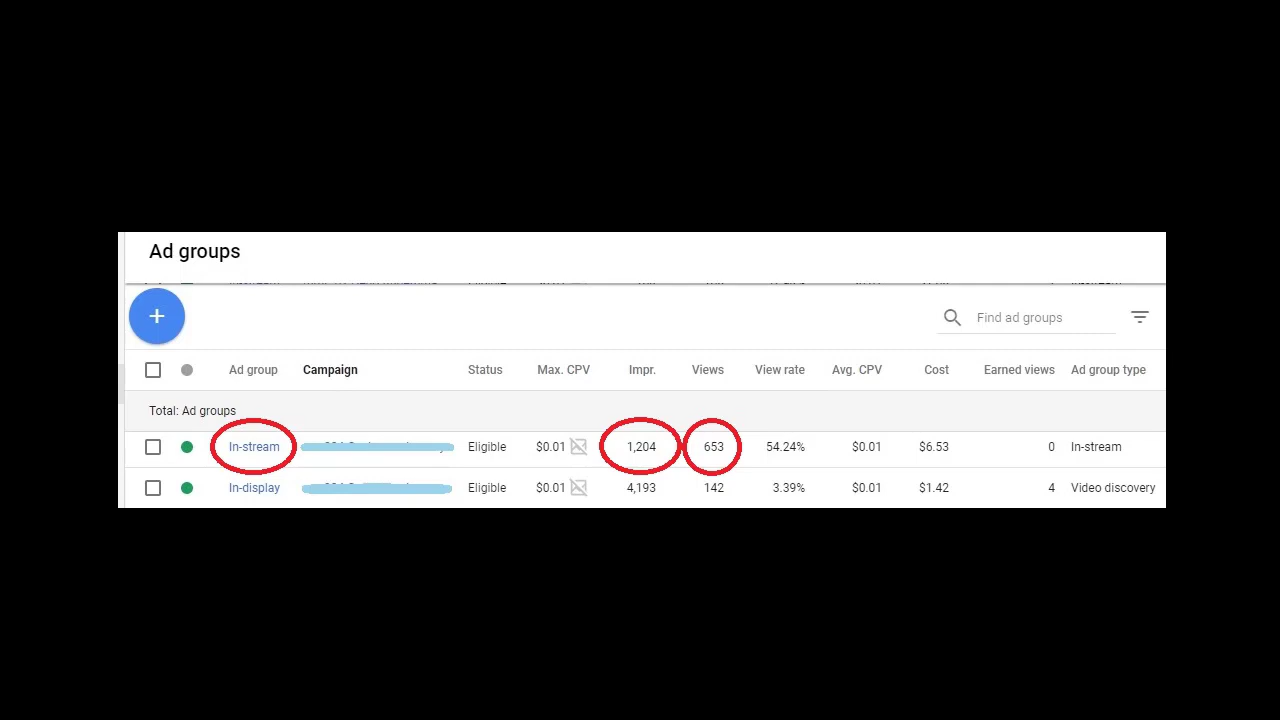 Ad groups
Find ad groups
Ad group Campaign Status Max. CPV Impr. Views View rate Avg. CPV Cost Earned views Ad group type
Total: Ad groups
In-stream Eligible $0.01 1,204 653 54.24% $0.01 $6.53 0 In-stream
In-display Eligible $0.01 4,193 142 3.39% $0.01 $1.42 4 Video discovery